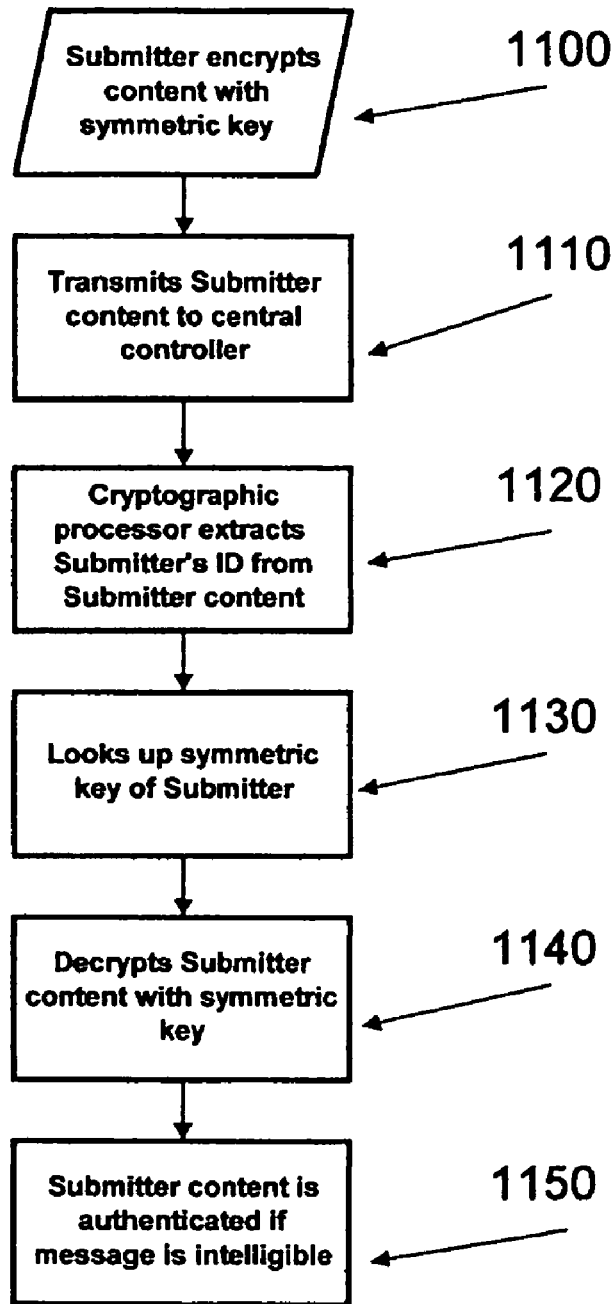 Submitter encrypts
content with
symmetric key
1100
Transmits Submitter
content to central
controller
1110
Cryptographic
processor extracts
Submitter's ID from
Submitter content
1120
Looks up symmetric
key of Submitter
1130
Decrypts Submitter
content with symmetric
key
1140
Submitter content is
authenticated if
message is intelligible
1150